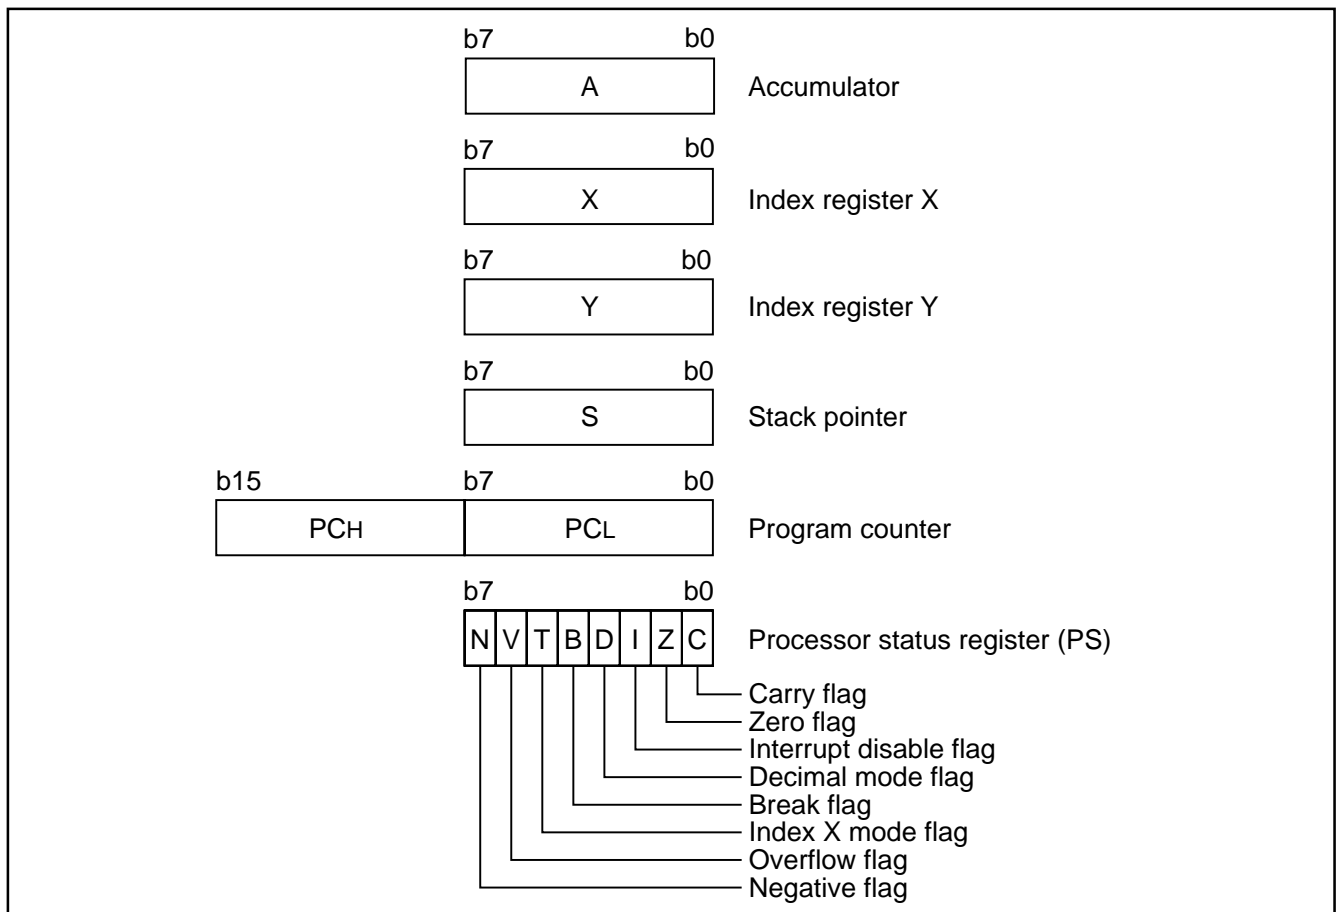 b7 b0
A Accumulator
b7 b0
X Index register X
b7 b0
Y Index register Y
b7 b0
S Stack pointer
b15 b7 b0
PCH PCL Program counter
b7 b0
N V T B D I Z C Processor status register (PS)
Carry flag
Zero flag
Interrupt disable flag
Decimal mode flag
Break flag
Index X mode flag
Overflow flag
Negative flag